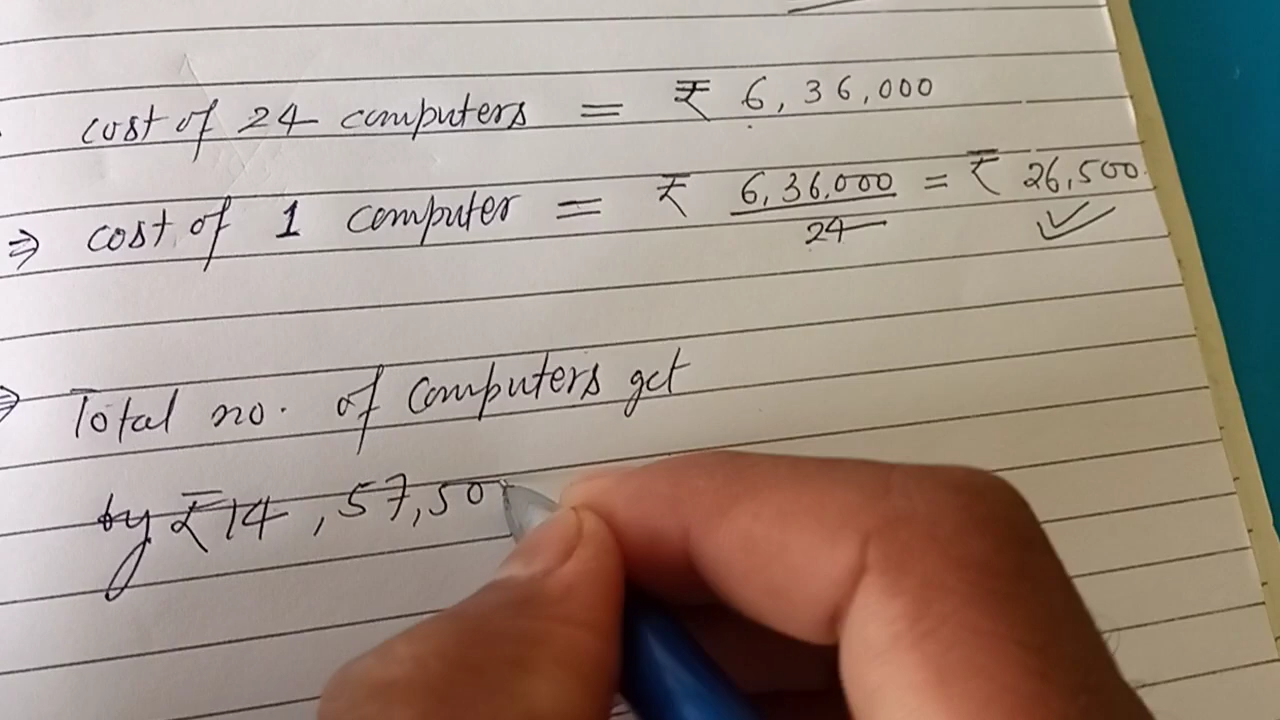 cost of 24 computers = ₹ 6,36,000
⇒ cost of 1 computer = ₹ 6,36,000 / 24 = ₹ 26,500
⇒ Total no. of computers get
by ₹14,57,50